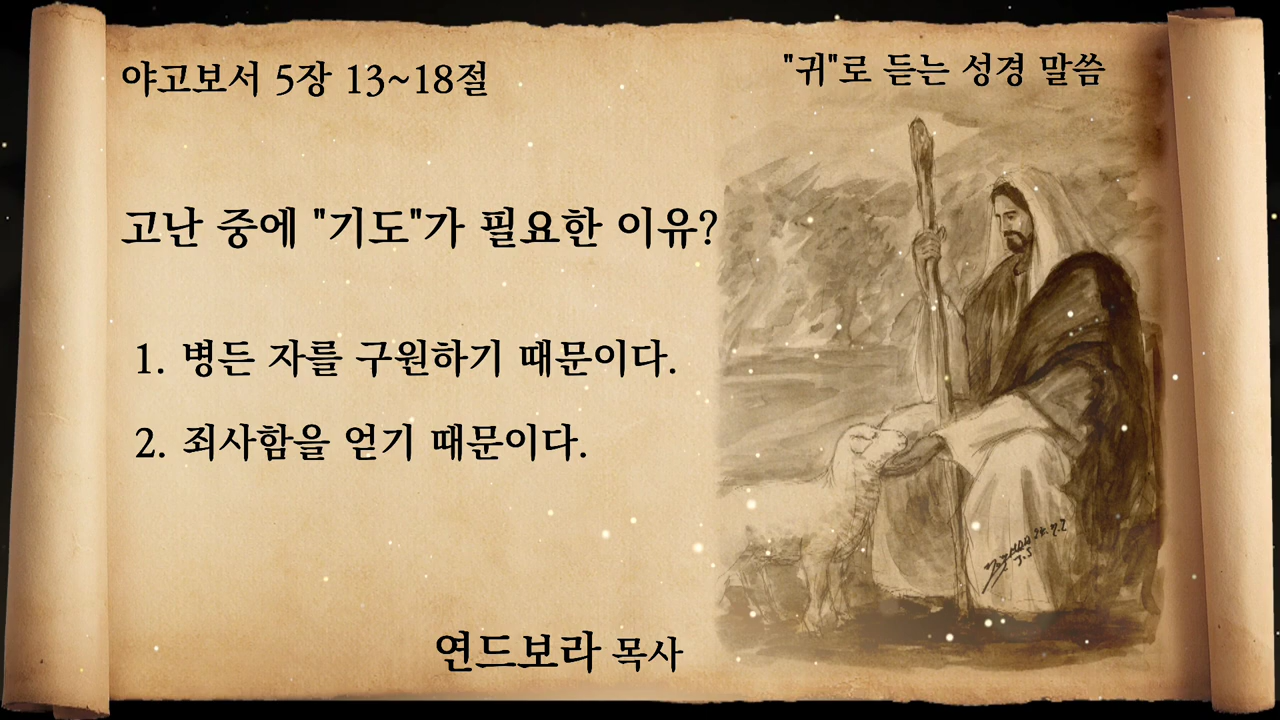 야고보서 5장 13~18절
"귀"로 듣는 성경 말씀
고난 중에 "기도"가 필요한 이유?
1. 병든 자를 구원하기 때문이다.
2. 죄사함을 얻기 때문이다.
연드보라 목사